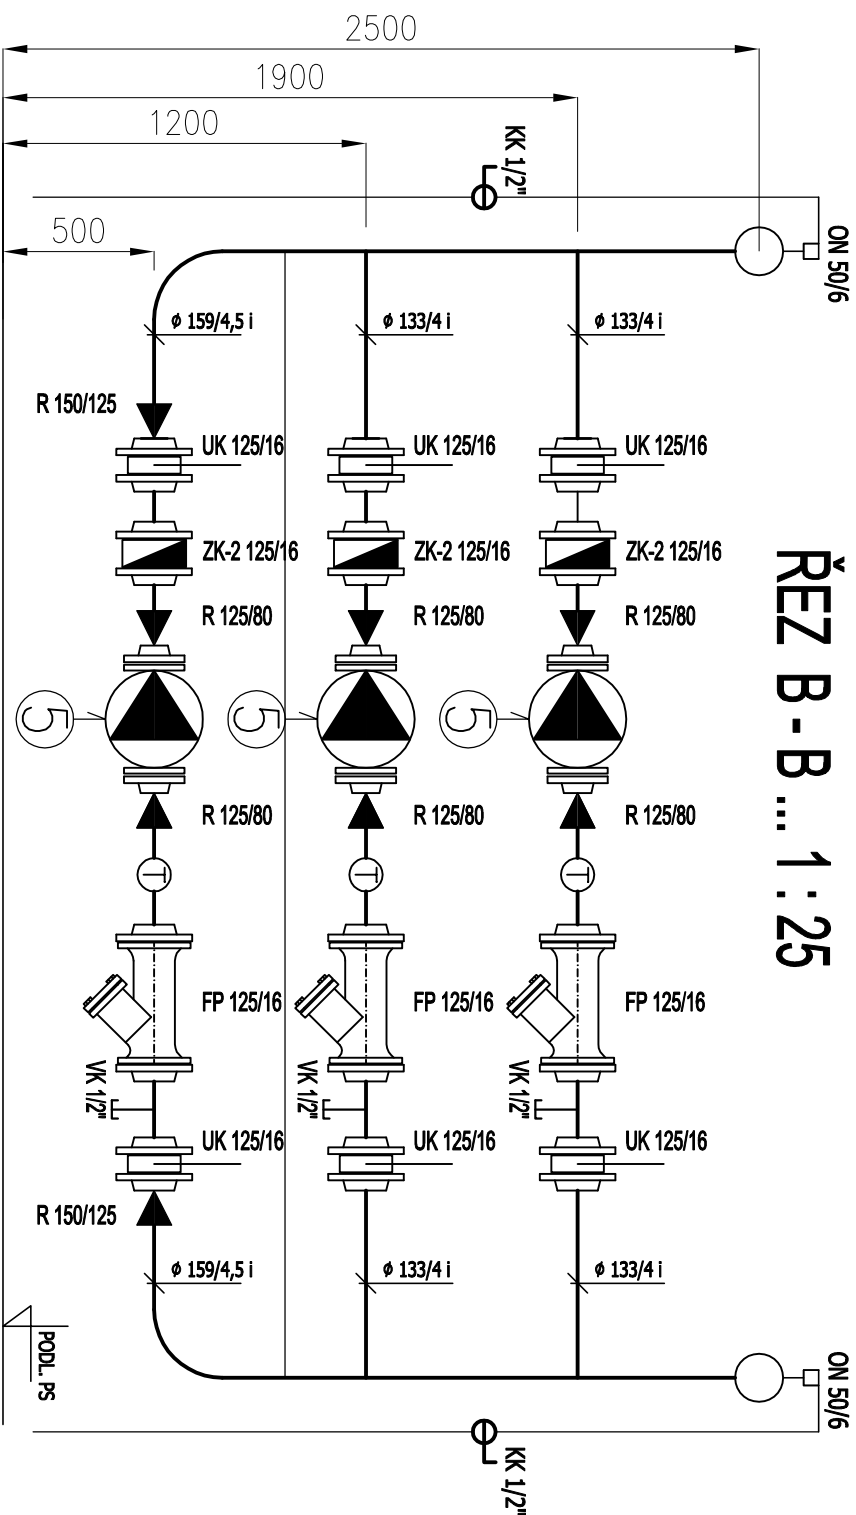 2500
1900
1200
500
KK 1/2"
ON 50/6
ø 159/4,5 i
ø 133/4 i
ø 133/4 i
R 150/125
UK 125/16
UK 125/16
UK 125/16
ZK-2 125/16
ZK-2 125/16
ZK-2 125/16
R 125/80
R 125/80
R 125/80
ŘEZ B - B ... 1 : 25
5
5
5
R 125/80
R 125/80
R 125/80
T
T
T
FP 125/16
FP 125/16
FP 125/16
VK 1/2"
VK 1/2"
VK 1/2"
UK 125/16
UK 125/16
UK 125/16
R 150/125
ø 159/4,5 i
ø 133/4 i
ø 133/4 i
PODL. PS
ON 50/6
KK 1/2"